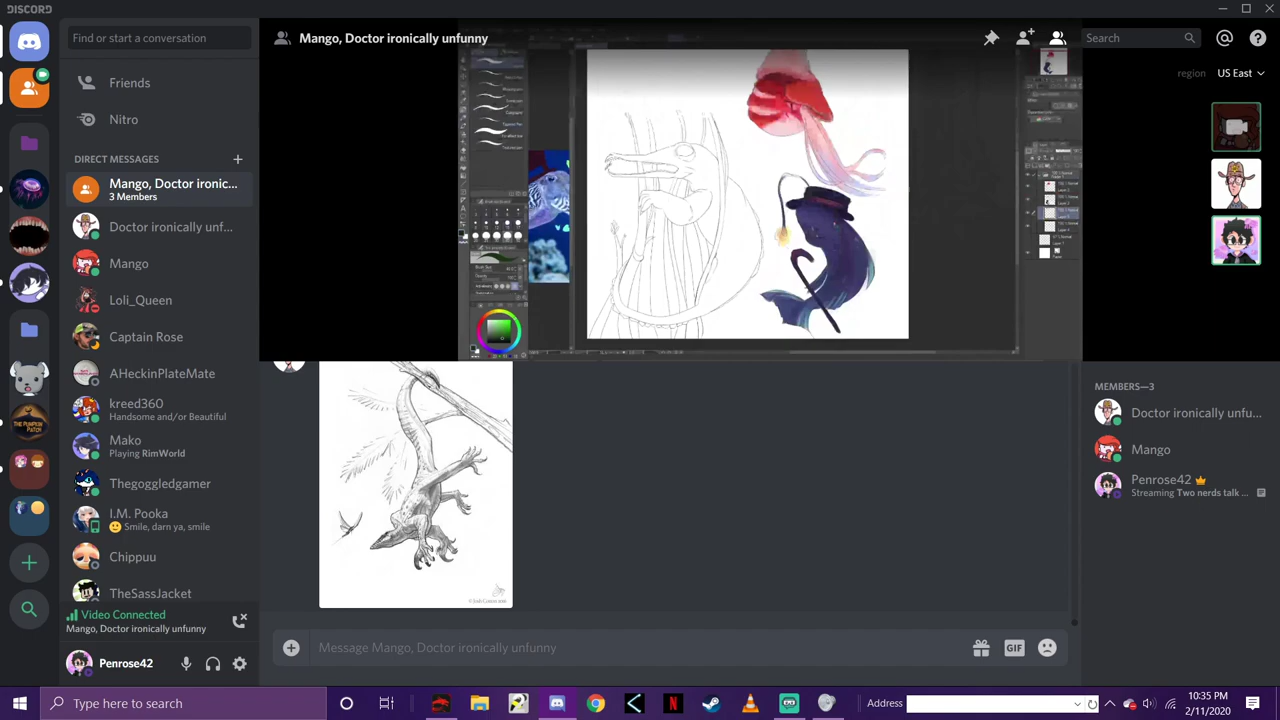 DISCORD
Find or start a conversation
Mango, Doctor ironically unfunny
Search
region
US East
Friends
Nitro
DIRECT MESSAGES
Mango, Doctor ironic...
3 Members
Doctor ironically unf...
Mango
Loli_Queen
Captain Rose
AHeckinPlateMate
kreed360
Handsome and/or Beautiful
Mako
Playing RimWorld
Thegoggledgamer
I.M. Pooka
Smile, darn ya, smile
Chippuu
TheSassJacket
THE PUMPKIN PATCH
Video Connected
Mango, Doctor ironically unfunny
Penrose42
MEMBERS—3
Doctor ironically unfu...
Mango
Penrose42
Streaming Two nerds talk ...
Message Mango, Doctor ironically unfunny
GIF
Type here to search
Address
10:35 PM
2/11/2020